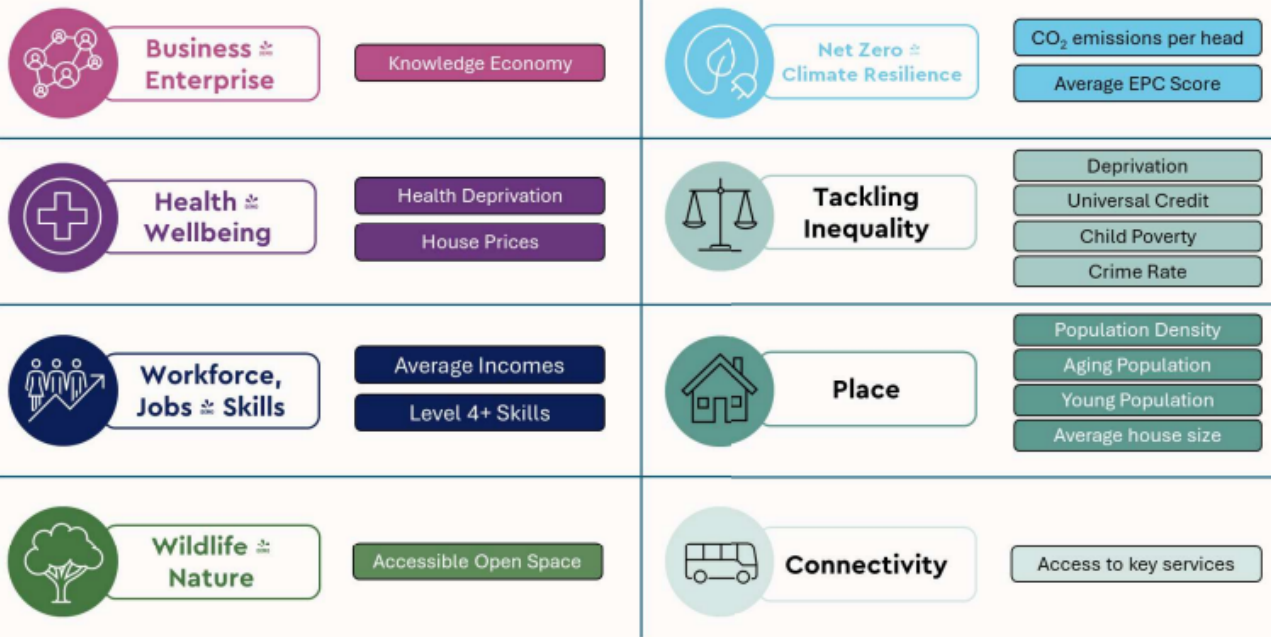 Business &
Enterprise
Knowledge Economy
Net Zero &
Climate Resilience
CO₂ emissions per head
Average EPC Score
Health &
Wellbeing
Health Deprivation
House Prices
Tackling
Inequality
Deprivation
Universal Credit
Child Poverty
Crime Rate
Workforce,
Jobs & Skills
Average Incomes
Level 4+ Skills
Place
Population Density
Aging Population
Young Population
Average house size
Wildlife &
Nature
Accessible Open Space
Connectivity
Access to key services